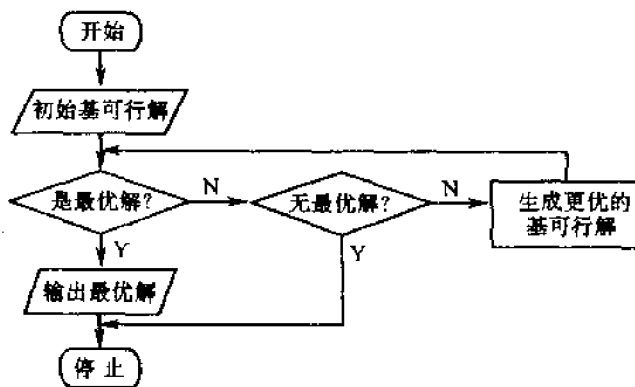 开始
初始基可行解
是最优解?
N
无最优解?
N
生成更优的
基可行解
Y
Y
输出最优解
停止